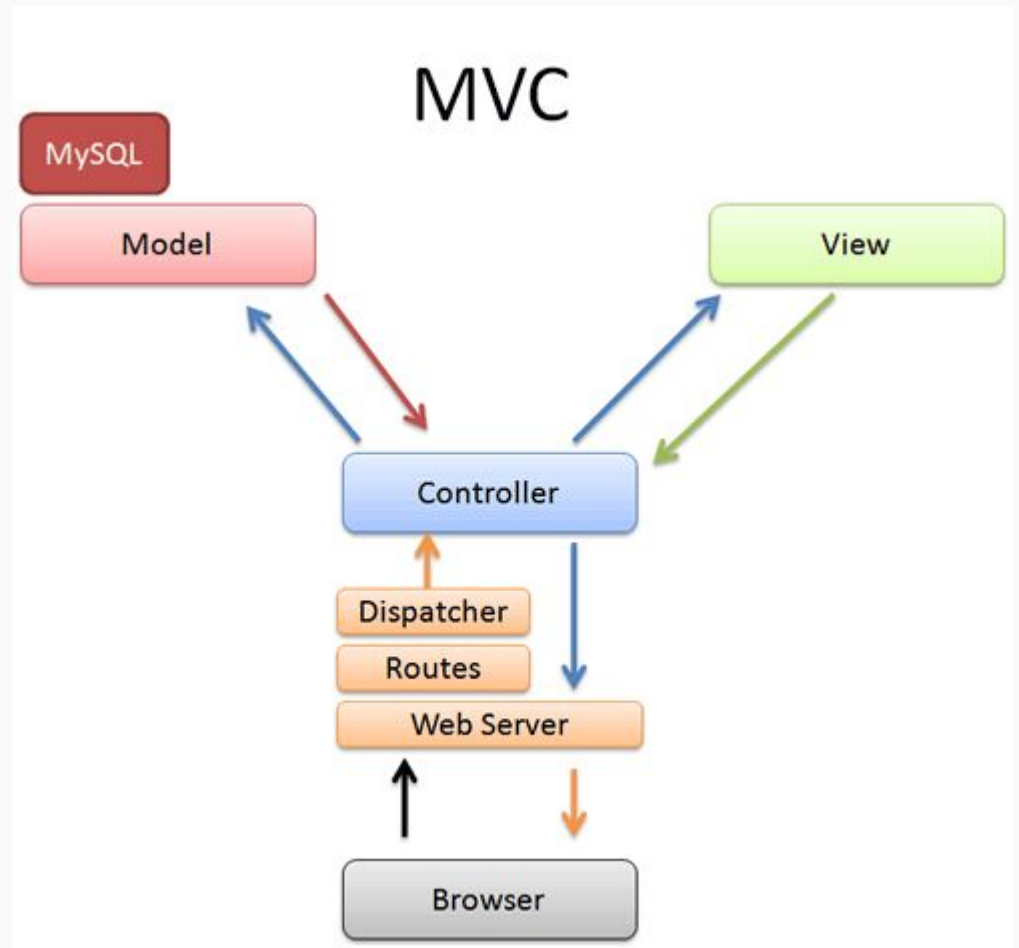 MVC
MySQL
Model
View
Controller
Dispatcher
Routes
Web Server
Browser